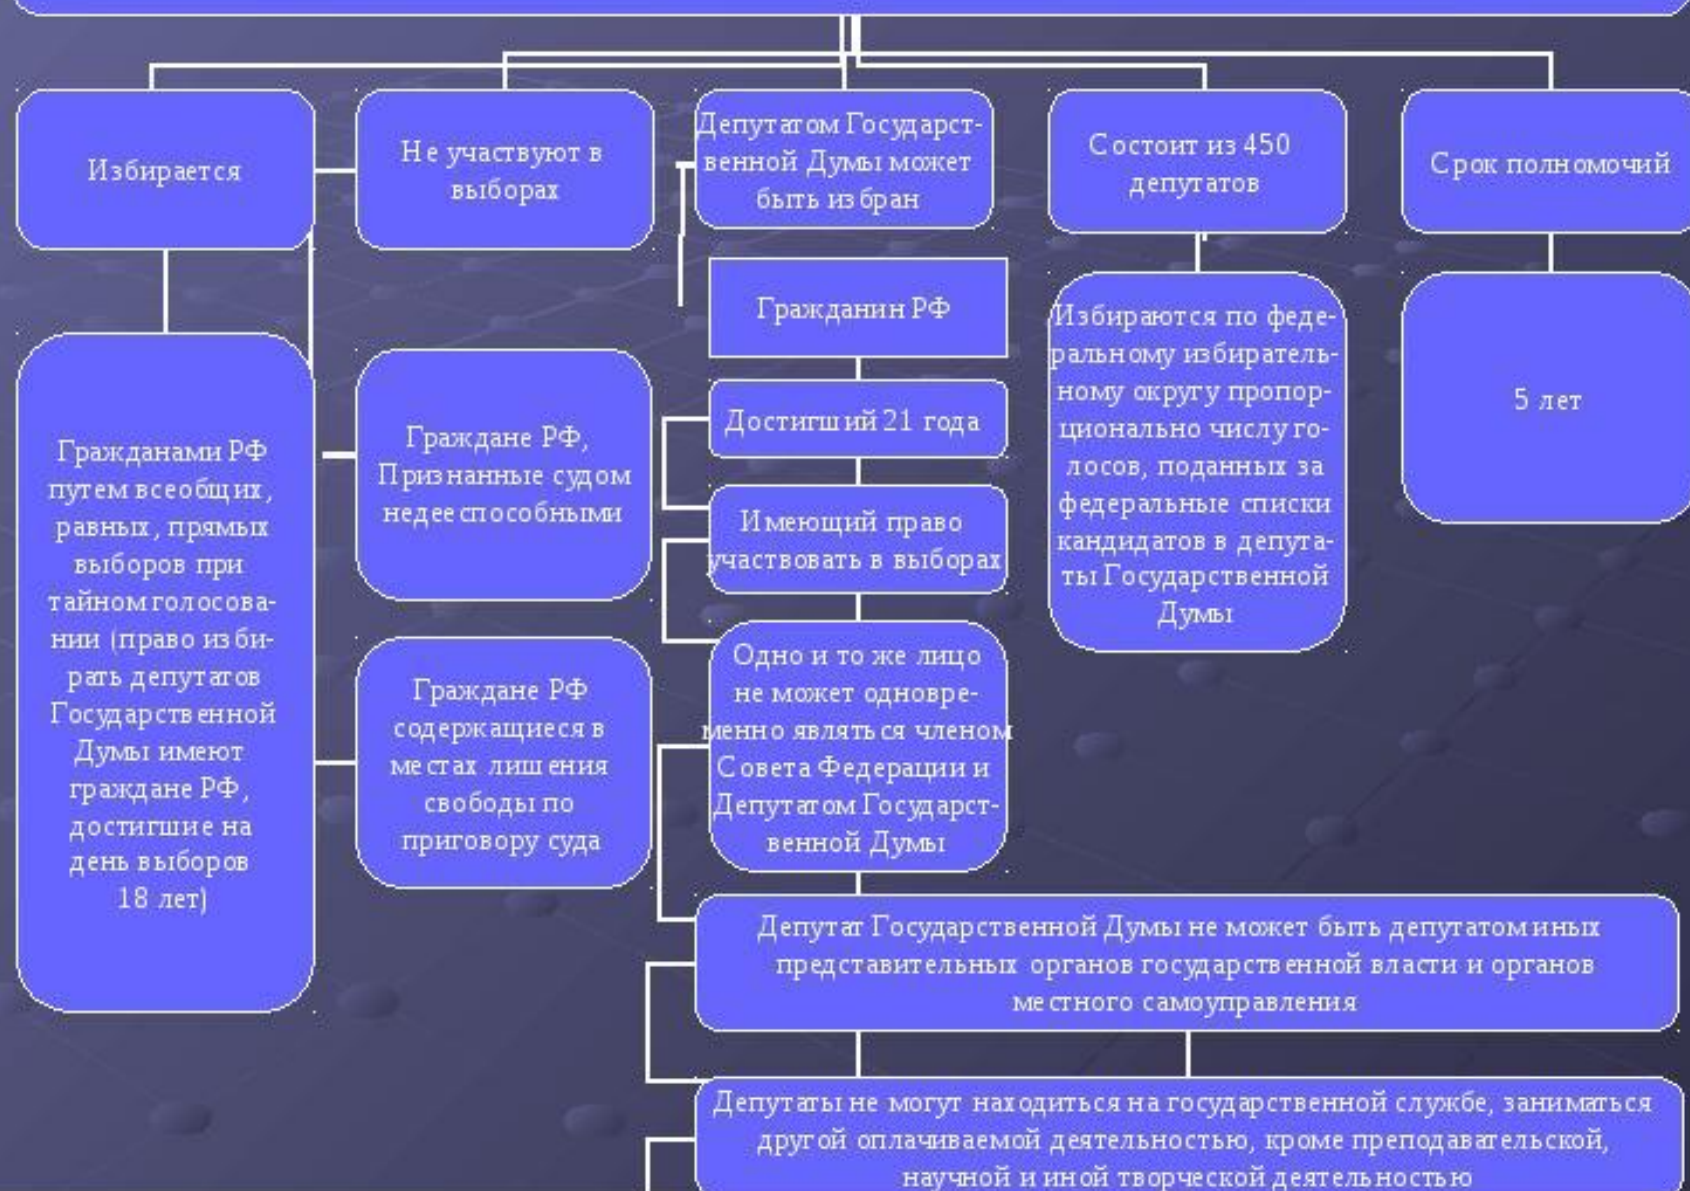 Избирается
Не участвуют в
выборах
Депутатом Государст-
венной Думы может
быть избран
Состоит из 450
депутатов
Срок полномочий
Гражданами РФ
путем всеобщих,
равных, прямых
выборов при
тайном голосова-
нии (право изби-
рать депутатов
Государственной
Думы имеют
граждане РФ,
достигшие на
день выборов
18 лет)
Граждане РФ,
Признанные судом
недееспособными
Граждане РФ
содержащиеся в
местах лишения
свободы по
приговору суда
Гражданин РФ
Достигший 21 года
Имеющий право
участвовать в выборах
Одно и то же лицо
не может одновре-
менно являться членом
Совета Федерации и
Депутатом Государст-
венной Думы
Избираются по феде-
ральному избиратель-
ному округу пропор-
ционально числу го-
лосов, поданных за
федеральные списки
кандидатов в депута-
ты Государственной
Думы
5 лет
Депутат Государственной Думы не может быть депутатом иных
представительных органов государственной власти и органов
местного самоуправления
Депутаты не могут находиться на государственной службе, заниматься
другой оплачиваемой деятельностью, кроме преподавательской,
научной и иной творческой деятельностью